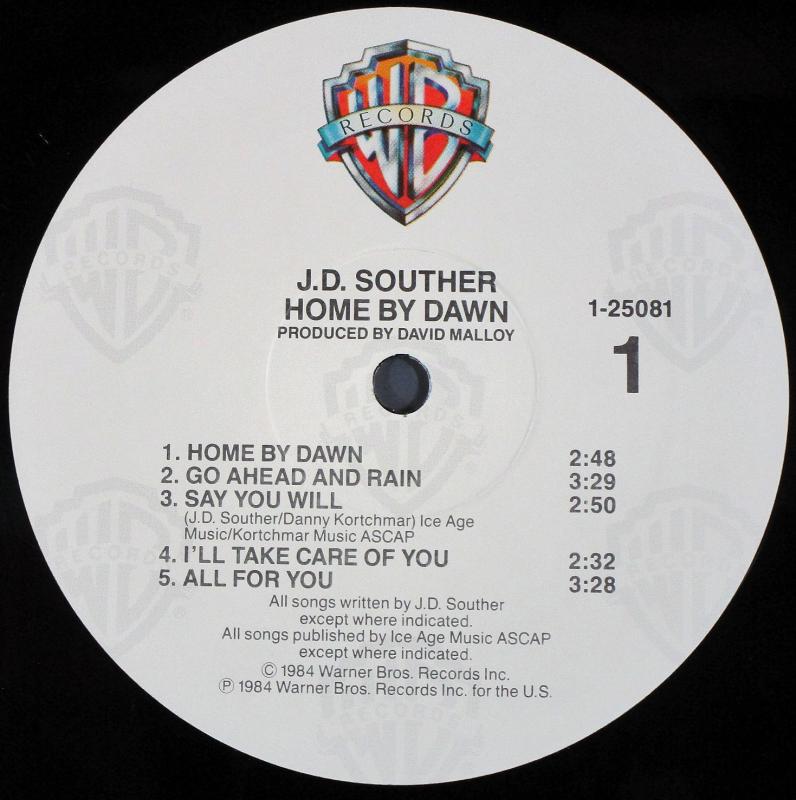 WB
RECORDS
J.D. SOUTHER
HOME BY DAWN
PRODUCED BY DAVID MALLOY
1-25081
1
1. HOME BY DAWN 2:48
2. GO AHEAD AND RAIN 3:29
3. SAY YOU WILL 2:50
(J.D. Souther/Danny Kortchmar) Ice Age
Music/Kortchmar Music ASCAP
4. I'LL TAKE CARE OF YOU 2:32
5. ALL FOR YOU 3:28
All songs written by J.D. Souther
except where indicated.
All songs published by Ice Age Music ASCAP
except where indicated.
© 1984 Warner Bros. Records Inc.
℗ 1984 Warner Bros. Records Inc. for the U.S.